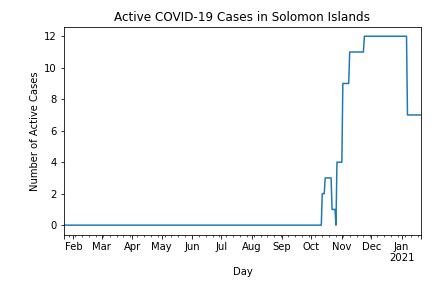 Active COVID-19 Cases in Solomon Islands
12
10
8
6
4
2
0
Number of Active Cases
Feb Mar Apr May Jun Jul Aug Sep Oct Nov Dec Jan
2021
Day